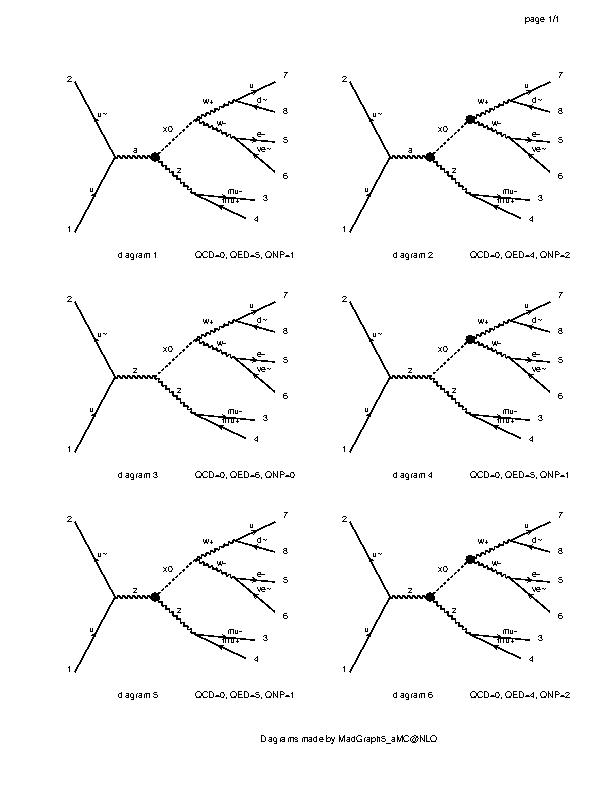 page 1/1
2 7 2 7
u w+ u w+
u~ d~ u~ d~
8 8
x0 w- x0 w-
e- e-
5 5
a ve~ a ve~
z 6 z 6
u mu- u mu-
mu+ 3 mu+ 3
4 4
1 1
diagram 1 QCD=0, QED=5, QNP=1 diagram 2 QCD=0, QED=4, QNP=2
2 7 2 7
u w+ u w+
u~ d~ u~ d~
8 8
x0 w- x0 w-
e- e-
5 5
z ve~ z ve~
z 6 z 6
u mu- u mu-
mu+ 3 mu+ 3
4 4
1 1
diagram 3 QCD=0, QED=6, QNP=0 diagram 4 QCD=0, QED=5, QNP=1
2 7 2 7
u w+ u w+
u~ d~ u~ d~
8 8
x0 w- x0 w-
e- e-
5 5
z ve~ z ve~
z 6 z 6
u mu- u mu-
mu+ 3 mu+ 3
4 4
1 1
diagram 5 QCD=0, QED=5, QNP=1 diagram 6 QCD=0, QED=4, QNP=2
Diagrams made by MadGraph5_aMC@NLO